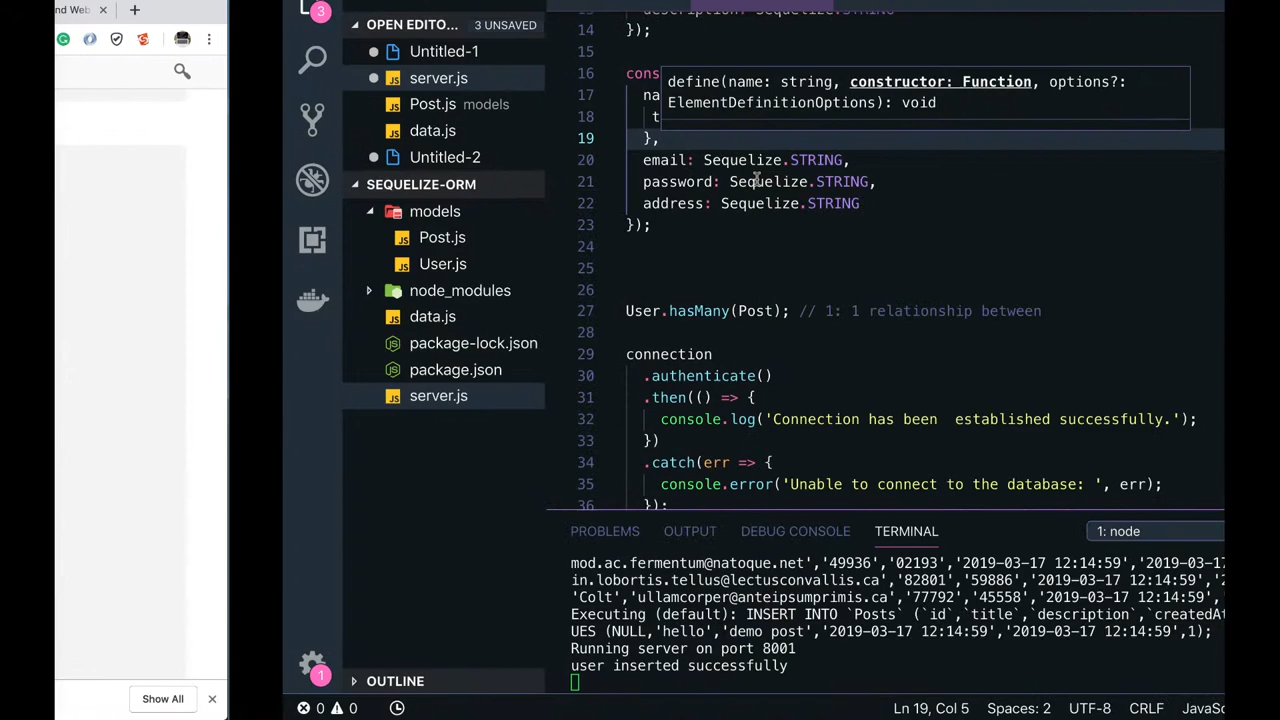 nd Web
3
OPEN EDITO... 3 UNSAVED
Untitled-1
server.js
Post.js models
data.js
Untitled-2
SEQUELIZE-ORM
models
Post.js
User.js
node_modules
data.js
package-lock.json
package.json
server.js
OUTLINE
1
14 });
15
16 cons
define(name: string, constructor: Function, options?:
ElementDefinitionOptions): void
17 na
18 t
19 },
20 email: Sequelize.STRING,
21 password: Sequelize.STRING,
22 address: Sequelize.STRING
23 });
24
25
26
27 User.hasMany(Post); // 1: 1 relationship between
28
29 connection
30 .authenticate()
31 .then(() => {
32 console.log('Connection has been  established successfully.');
33 })
34 .catch(err => {
35 console.error('Unable to connect to the database: ', err);
36 });
PROBLEMS OUTPUT DEBUG CONSOLE TERMINAL 1: node
mod.ac.fermentum@natoque.net','49936','02193','2019-03-17 12:14:59','2019-03-17
in.lobortis.tellus@lectusconvallis.ca','82801','59886','2019-03-17 12:14:59','2
'Colt','ullamcorper@anteipsumprimis.ca','77792','45558','2019-03-17 12:14:59','
Executing (default): INSERT INTO `Posts` (`id`,`title`,`description`,`createdAt
UES (NULL,'hello','demo post','2019-03-17 12:14:59','2019-03-17 12:14:59',1);
Running server on port 8001
user inserted successfully
Show All
0 0
Ln 19, Col 5 Spaces: 2 UTF-8 CRLF JavaSc